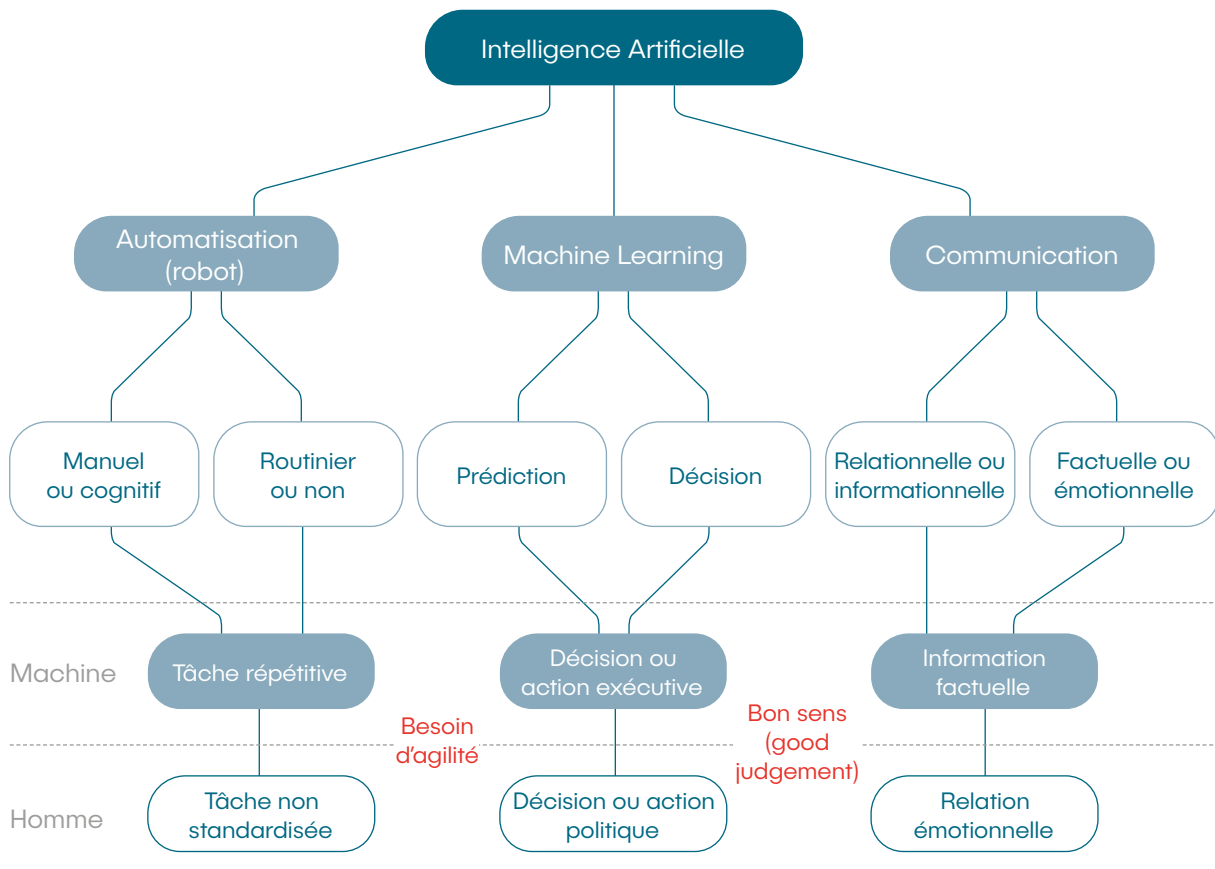 Intelligence Artificielle
Automatisation
(robot)
Machine Learning
Communication
Manuel
ou cognitif
Routinier
ou non
Prédiction
Décision
Relationnelle ou
informationnelle
Factuelle ou
émotionnelle
Machine
Tâche répétitive
Décision ou
action exécutive
Information
factuelle
Besoin
d’agilité
Bon sens
(good
judgement)
Homme
Tâche non
standardisée
Décision ou action
politique
Relation
émotionnelle